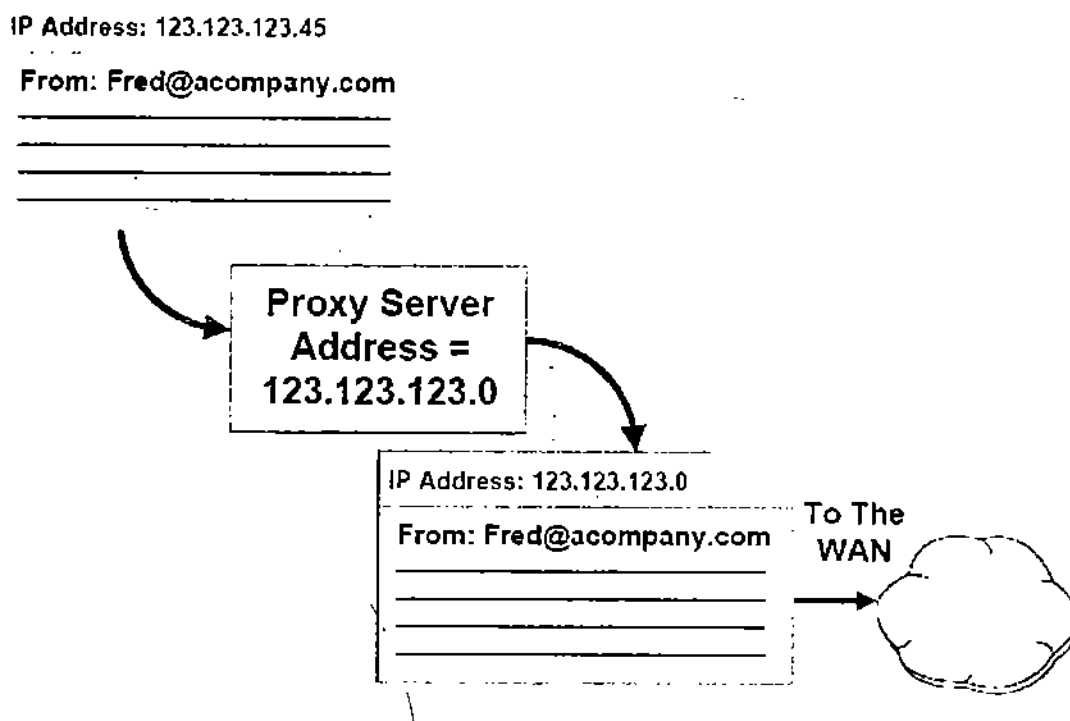 IP Address: 123.123.123.45
From: Fred@acompany.com
Proxy Server
Address =
123.123.123.0
IP Address: 123.123.123.0
From: Fred@acompany.com
To The
WAN